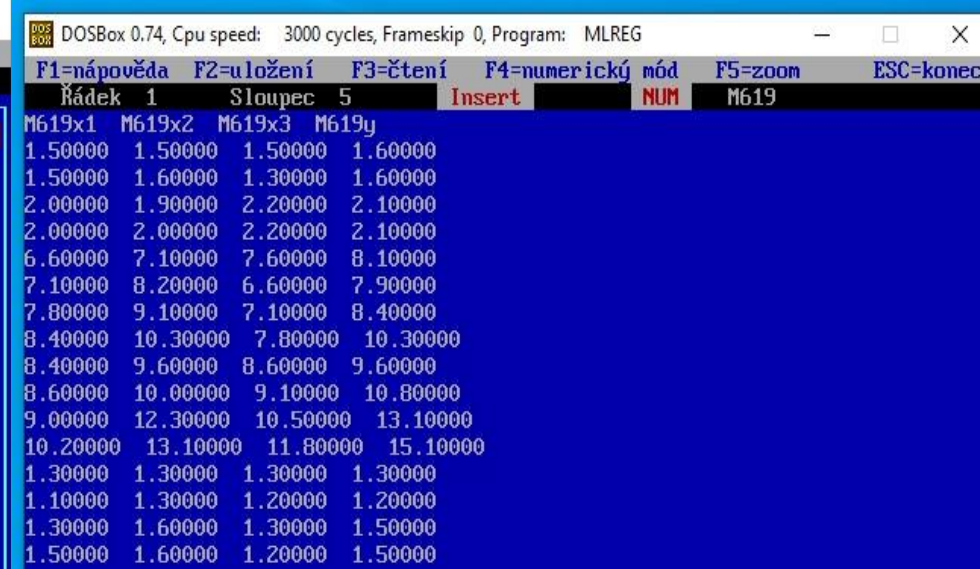 DOSBox 0.74, Cpu speed: 3000 cycles, Frameskip 0, Program: MLREG
F1=nápověda F2=uložení F3=čtení F4=numerický mód F5=zoom ESC=konec
Řádek 1 Sloupec 5 Insert NUM M619
M619x1 M619x2 M619x3 M619y
1.50000 1.50000 1.50000 1.60000
1.50000 1.60000 1.30000 1.60000
2.00000 1.90000 2.20000 2.10000
2.00000 2.00000 2.20000 2.10000
6.60000 7.10000 7.60000 8.10000
7.10000 8.20000 6.60000 7.90000
7.80000 9.10000 7.10000 8.40000
8.40000 10.30000 7.80000 10.30000
8.40000 9.60000 8.60000 9.60000
8.60000 10.00000 9.10000 10.80000
9.00000 12.30000 10.50000 13.10000
10.20000 13.10000 11.80000 15.10000
1.30000 1.30000 1.30000 1.30000
1.10000 1.30000 1.20000 1.20000
1.30000 1.60000 1.30000 1.50000
1.50000 1.60000 1.20000 1.50000